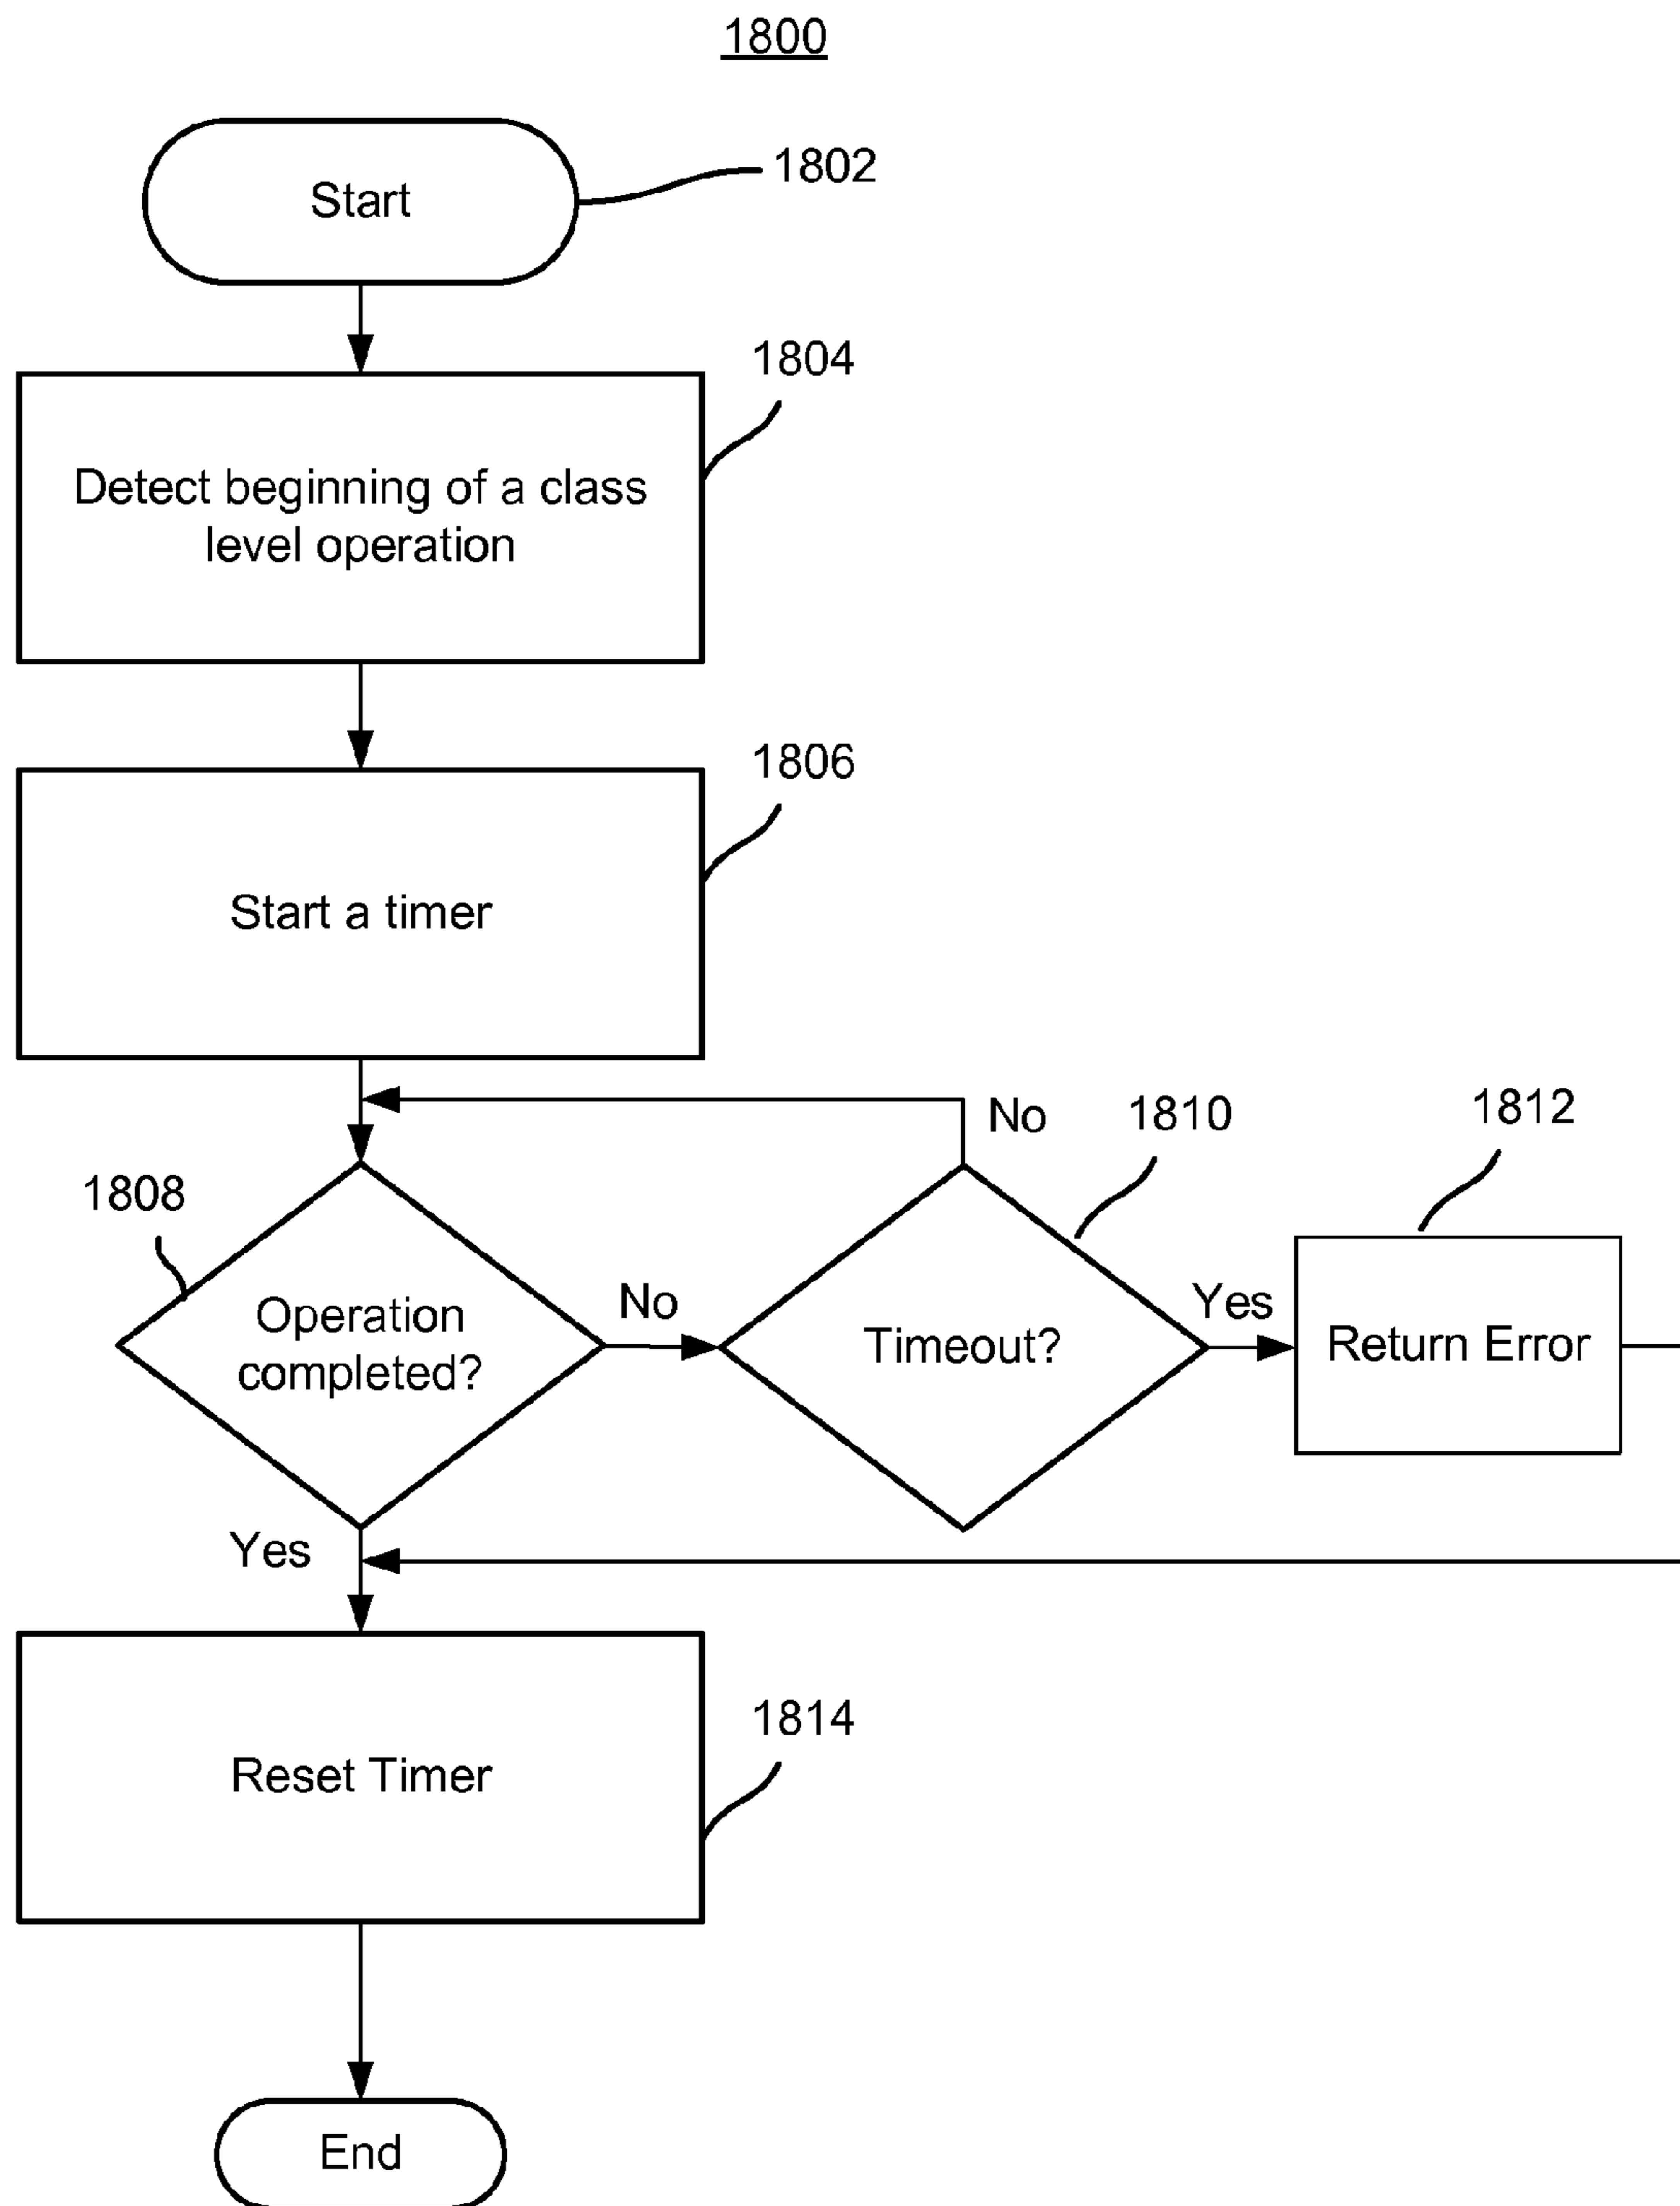 1800
Start
1802
1804
Detect beginning of a class
level operation
1806
Start a timer
No
1810
1812
1808
Operation
completed?
No
Timeout?
Yes
Return Error
Yes
1814
Reset Timer
End